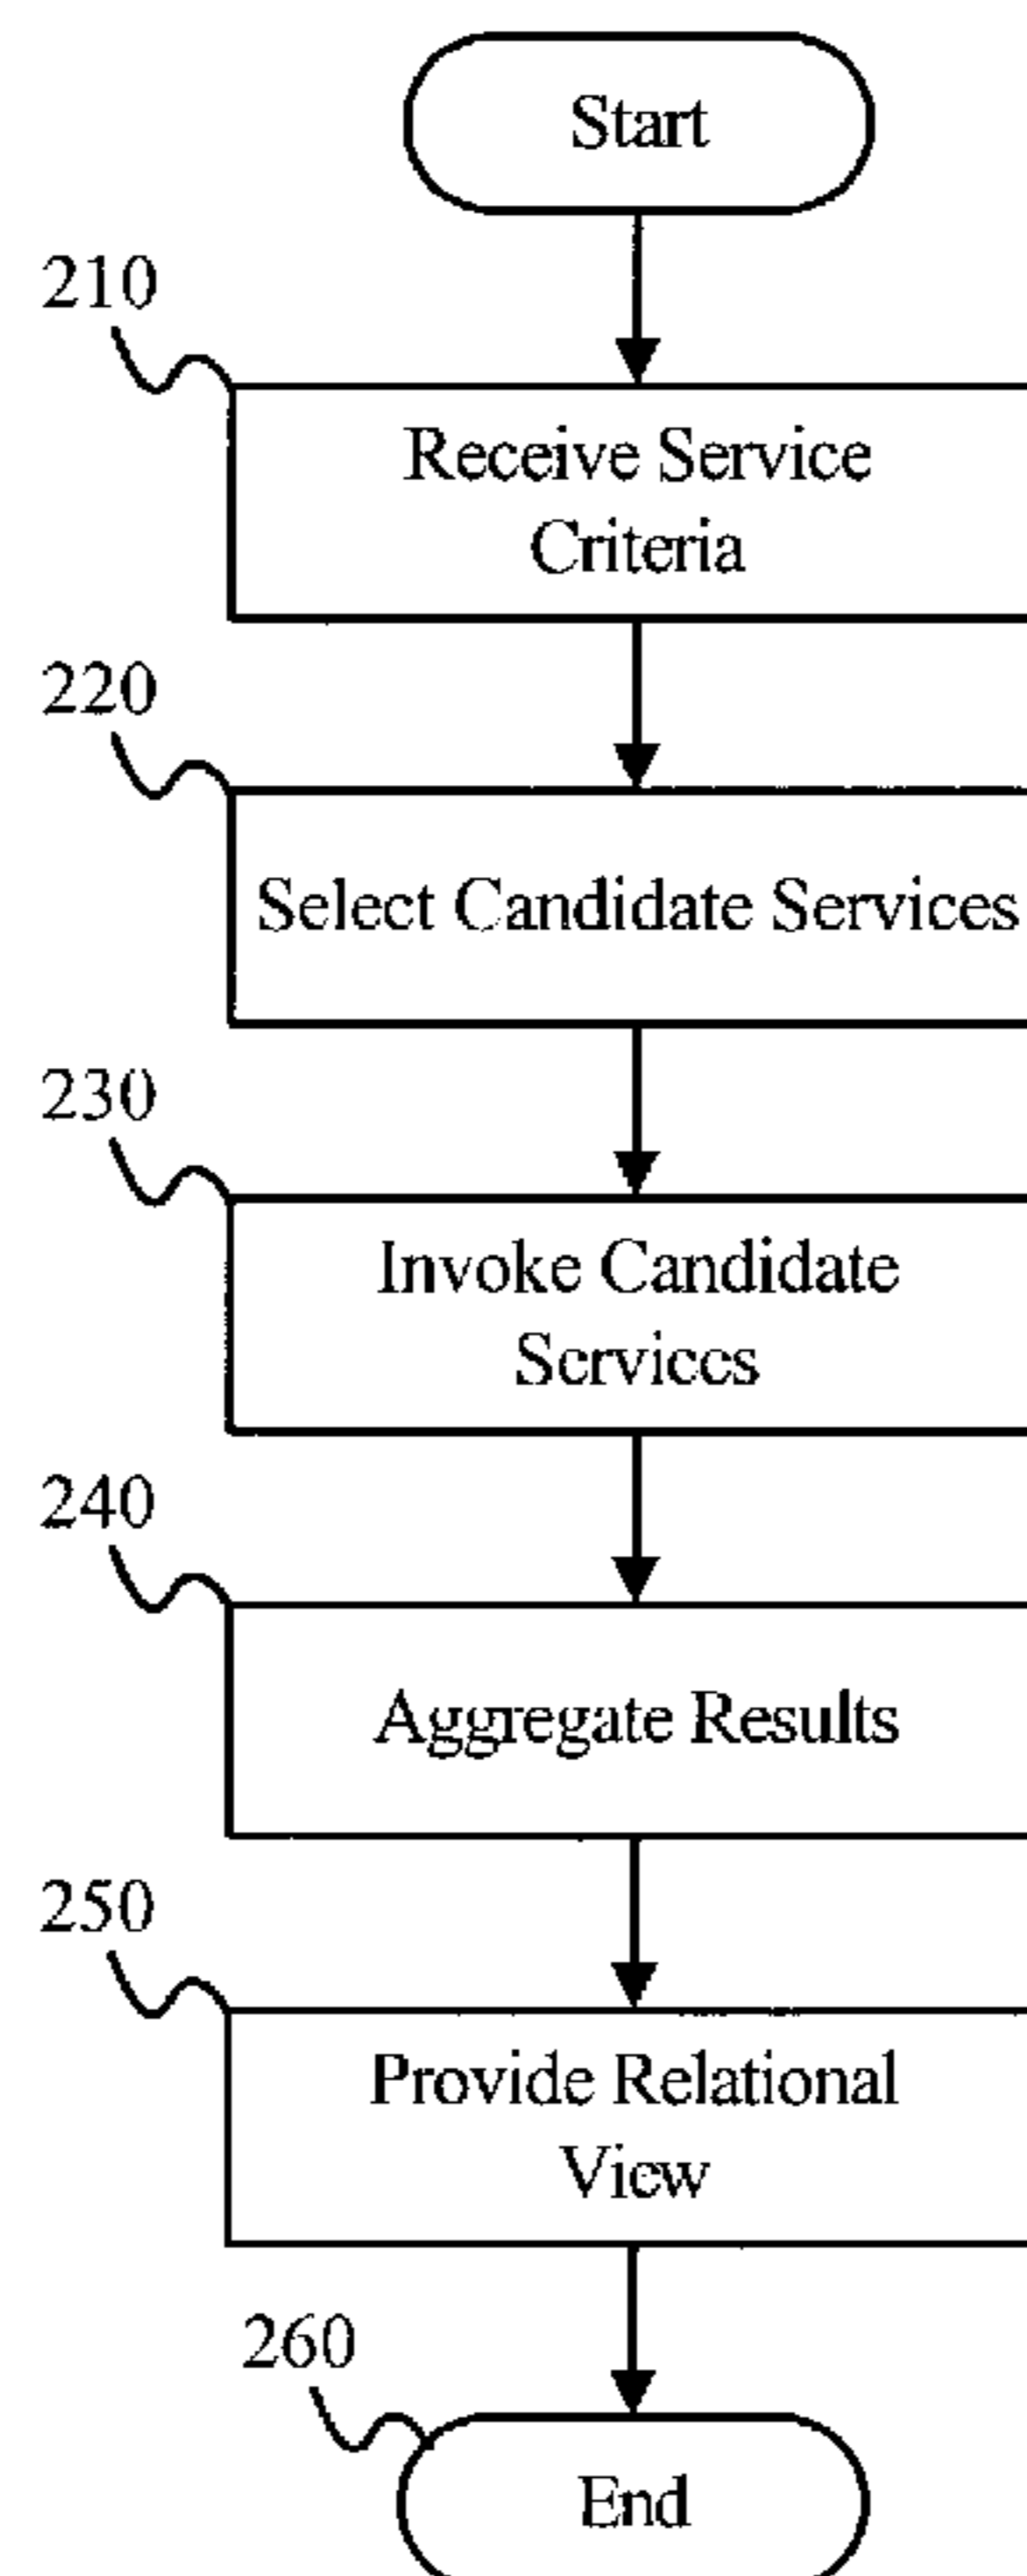 Start
210
Receive Service
Criteria
220
Select Candidate Services
230
Invoke Candidate
Services
240
Aggregate Results
250
Provide Relational
View
260
End